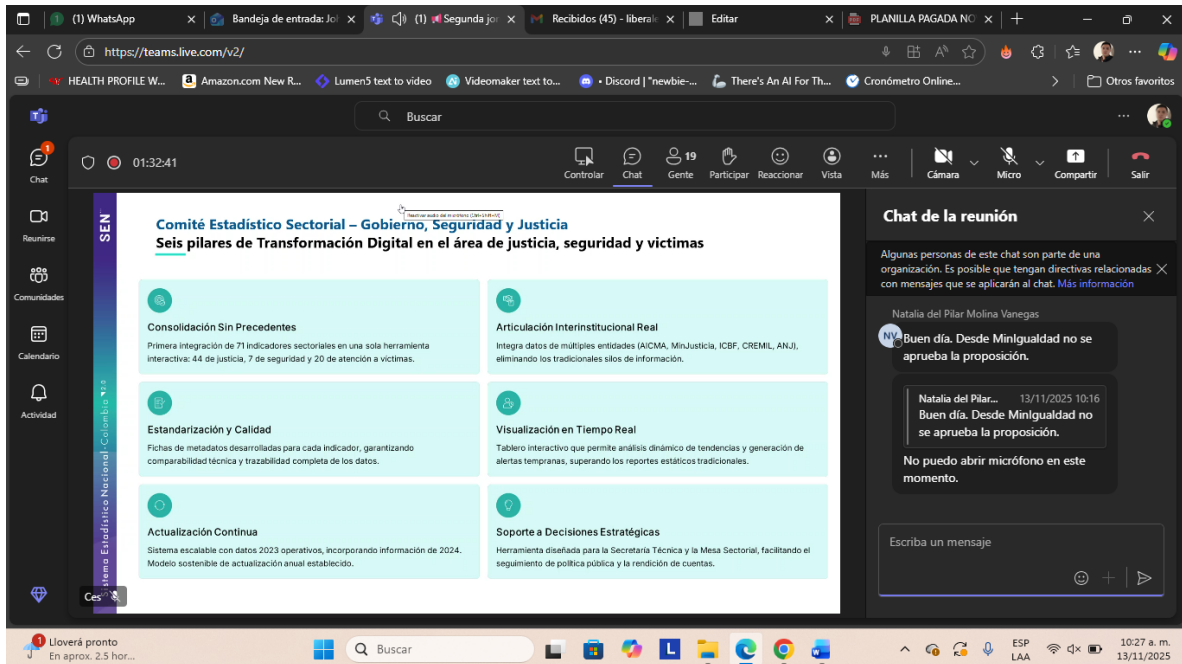 (1) WhatsApp
Bandeja de entrada: Jol
(1) Segunda jor
Recibidos (45) - liberale
Editar
PLANILLA PAGADA NO
https://teams.live.com/v2/
HEALTH PROFILE W...
Amazon.com New R...
Lumen5 text to video
Videomaker text to...
• Discord | "newbie-...
There's An AI For Th...
Cronómetro Online...
Otros favoritos
Buscar
1
Chat
Reunirse
Comunidades
Calendario
Actividad
01:32:41
Controlar
Chat
19
Gente
Participar
Reaccionar
Vista
Más
Cámara
Micro
Compartir
Salir
SEN
Sistema Estadístico Nacional - Colombia
Reactivar audio del micrófono (Ctrl+Shift+M)
Comité Estadístico Sectorial – Gobierno, Seguridad y Justicia
Seis pilares de Transformación Digital en el área de justicia, seguridad y victimas
Consolidación Sin Precedentes
Primera integración de 71 indicadores sectoriales en una sola herramienta
interactiva: 44 de justicia, 7 de seguridad y 20 de atención a víctimas.
Articulación Interinstitucional Real
Integra datos de múltiples entidades (AICMA, MinJusticia, ICBF, CREMIL, ANJ),
eliminando los tradicionales silos de información.
Estandarización y Calidad
Fichas de metadatos desarrolladas para cada indicador, garantizando
comparabilidad técnica y trazabilidad completa de los datos.
Visualización en Tiempo Real
Tablero interactivo que permite análisis dinámico de tendencias y generación de
alertas tempranas, superando los reportes estáticos tradicionales.
Actualización Continua
Sistema escalable con datos 2023 operativos, incorporando información de 2024.
Modelo sostenible de actualización anual establecido.
Soporte a Decisiones Estratégicas
Herramienta diseñada para la Secretaría Técnica y la Mesa Sectorial, facilitando el
seguimiento de política pública y la rendición de cuentas.
Ces
Chat de la reunión
Algunas personas de este chat son parte de una
organización. Es posible que tengan directivas relacionadas
con mensajes que se aplicarán al chat. Más información
Natalia del Pilar Molina Vanegas
NV
Buen día. Desde MinIgualdad no se
aprueba la proposición.
Natalia del Pilar... 13/11/2025 10:16
Buen día. Desde MinIgualdad no
se aprueba la proposición.
No puedo abrir micrófono en este
momento.
Escriba un mensaje
1
Lloverá pronto
En aprox. 2.5 hor...
Buscar
ESP
LAA
10:27 a. m.
13/11/2025